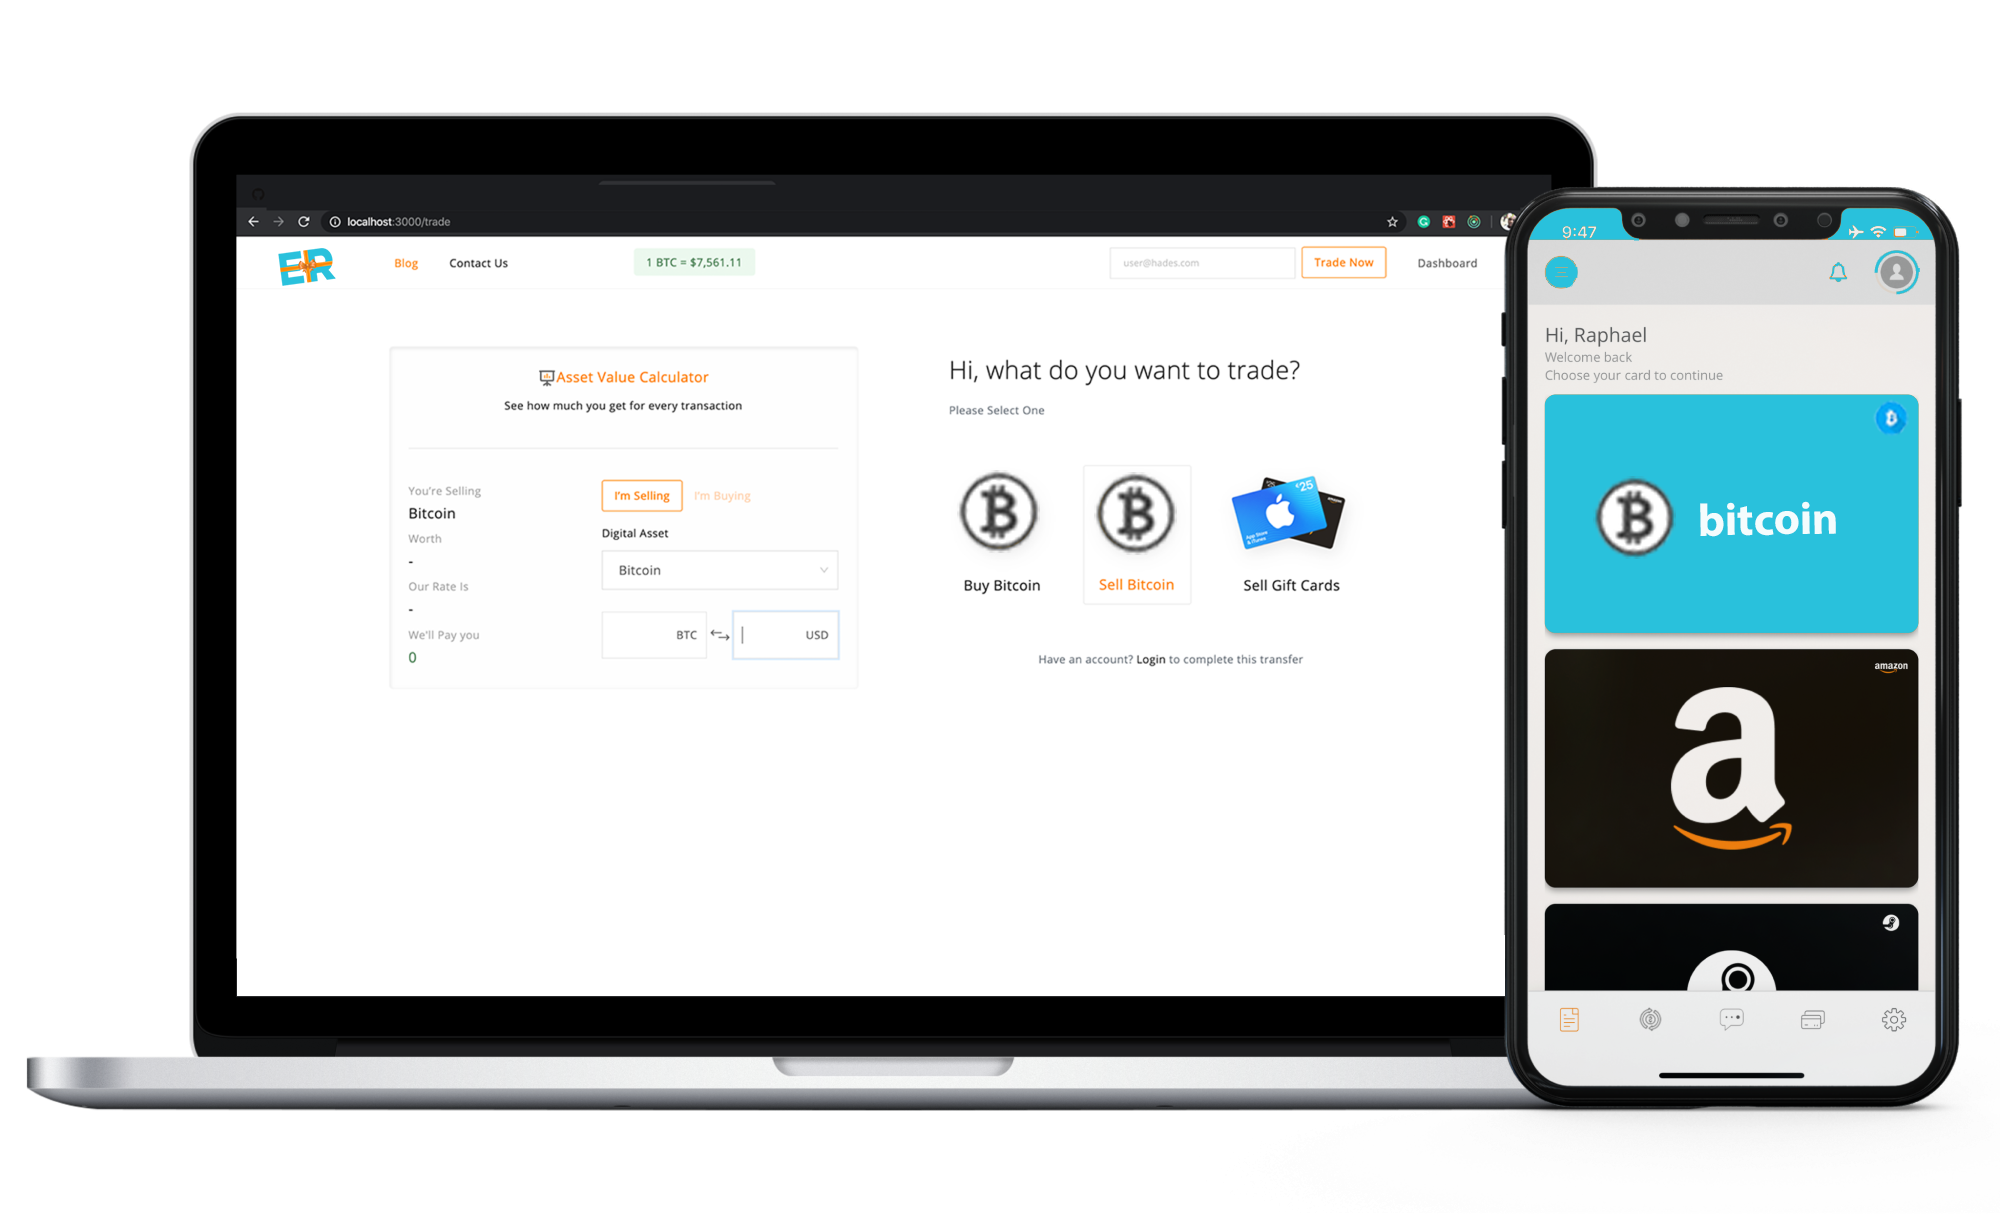 localhost:3000/trade
ER
Blog
Contact Us
1 BTC = $7,561.11
user@hades.com
Trade Now
Dashboard
Asset Value Calculator
See how much you get for every transaction
You're Selling
Bitcoin
Worth
-
Our Rate Is
-
We'll Pay you
0
I'm Selling
I'm Buying
Digital Asset
Bitcoin
BTC
USD
Hi, what do you want to trade?
Please Select One
Buy Bitcoin
Sell Bitcoin
App Store
& iTunes
€25
Sell Gift Cards
Have an account? Login to complete this transfer
9:47
Hi, Raphael
Welcome back
Choose your card to continue
bitcoin
amazon
a